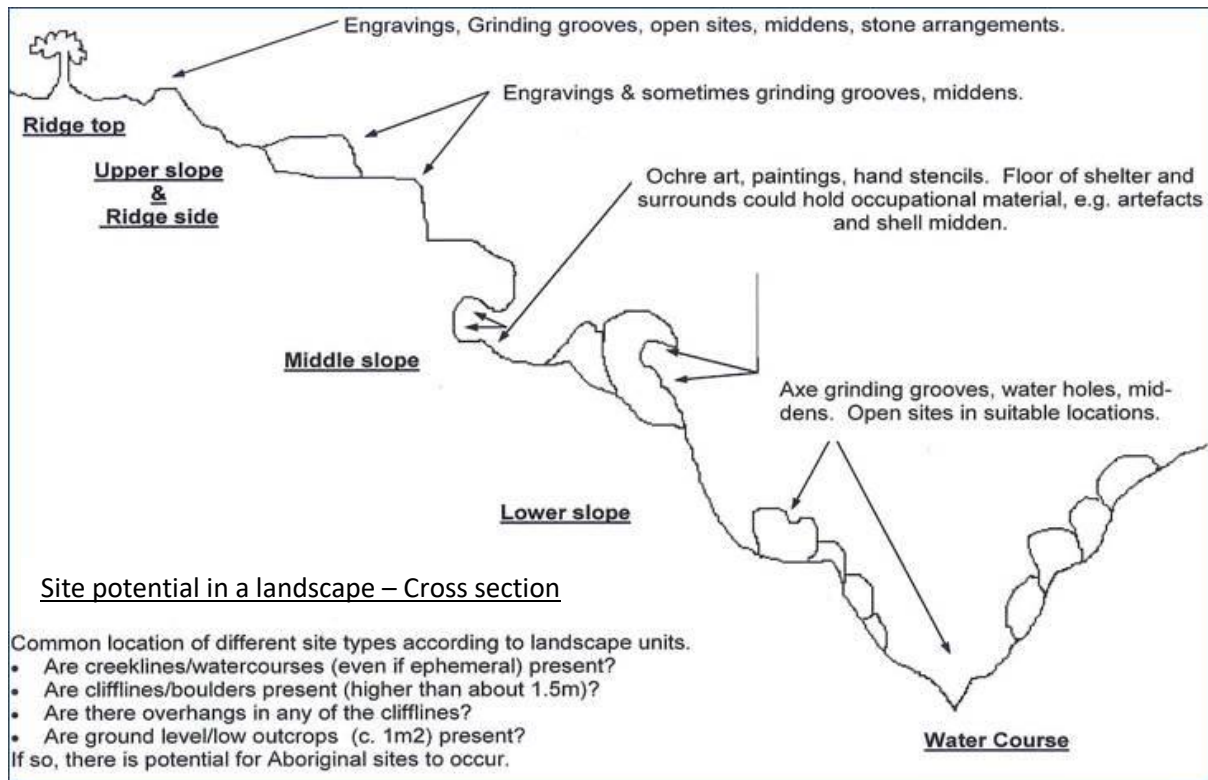 Engravings, Grinding grooves, open sites, middens, stone arrangements.
Engravings & sometimes grinding grooves, middens.
Ridge top
Upper slope
&
Ridge side
Ochre art, paintings, hand stencils. Floor of shelter and
surrounds could hold occupational material, e.g. artefacts
and shell midden.
Middle slope
Axe grinding grooves, water holes, mid-
dens. Open sites in suitable locations.
Lower slope
Site potential in a landscape – Cross section
Common location of different site types according to landscape units.
• Are creeklines/watercourses (even if ephemeral) present?
• Are clifflines/boulders present (higher than about 1.5m)?
• Are there overhangs in any of the clifflines?
• Are ground level/low outcrops (c. 1m2) present?
If so, there is potential for Aboriginal sites to occur.
Water Course